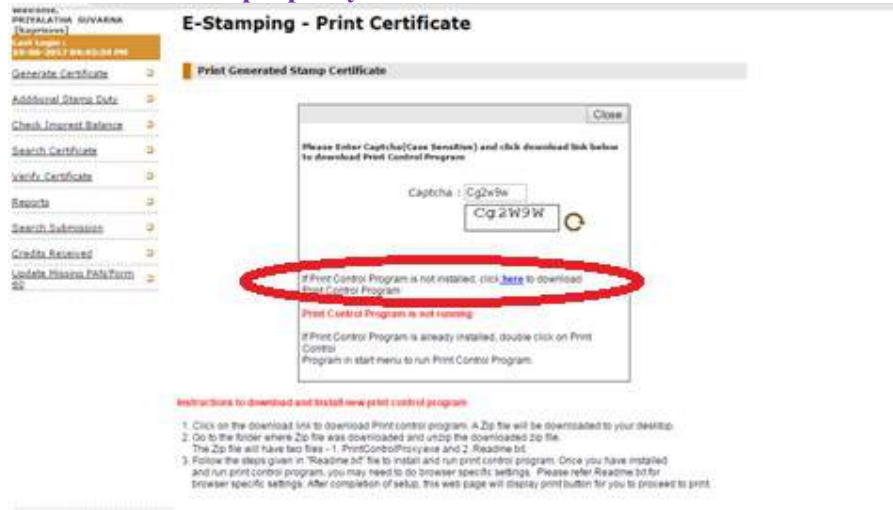 Welcome,
PRIYALATHA SUVARNA
Last Login :
Generate Certificate
Additional Stamp Duty
Check Imprest Balance
Search Certificate
Verify Certificate
Reports
Search Submission
Credits Received
Update Missing PAN/Form
60
E-Stamping - Print Certificate
Print Generated Stamp Certificate
Close
Please Enter Captcha(Case Sensitive) and click download link below
to download Print Control Program
Captcha : Cg2w9w
Cg2W9W
If Print Control Program is not installed, click here to download
Print Control Program
Print Control Program is not running
If Print Control Program is already installed, double click on Print
Control
Program in start menu to run Print Control Program.
Instructions to download and Install new print control program
1. Click on the download link to download Print control program. A Zip file will be downloaded to your desktop.
2. Go to the folder where Zip file was downloaded and unzip the downloaded zip file.
The Zip file will have two files - 1. PrintControlProxy.exe and 2. Readme.txt
3. Follow the steps given in "Readme.txt" file to install and run print control program. Once you have installed
and run print control program, you may need to do browser specific settings. Please refer Readme.txt for
browser specific settings. After completion of setup, this web page will display print button for you to proceed to print.